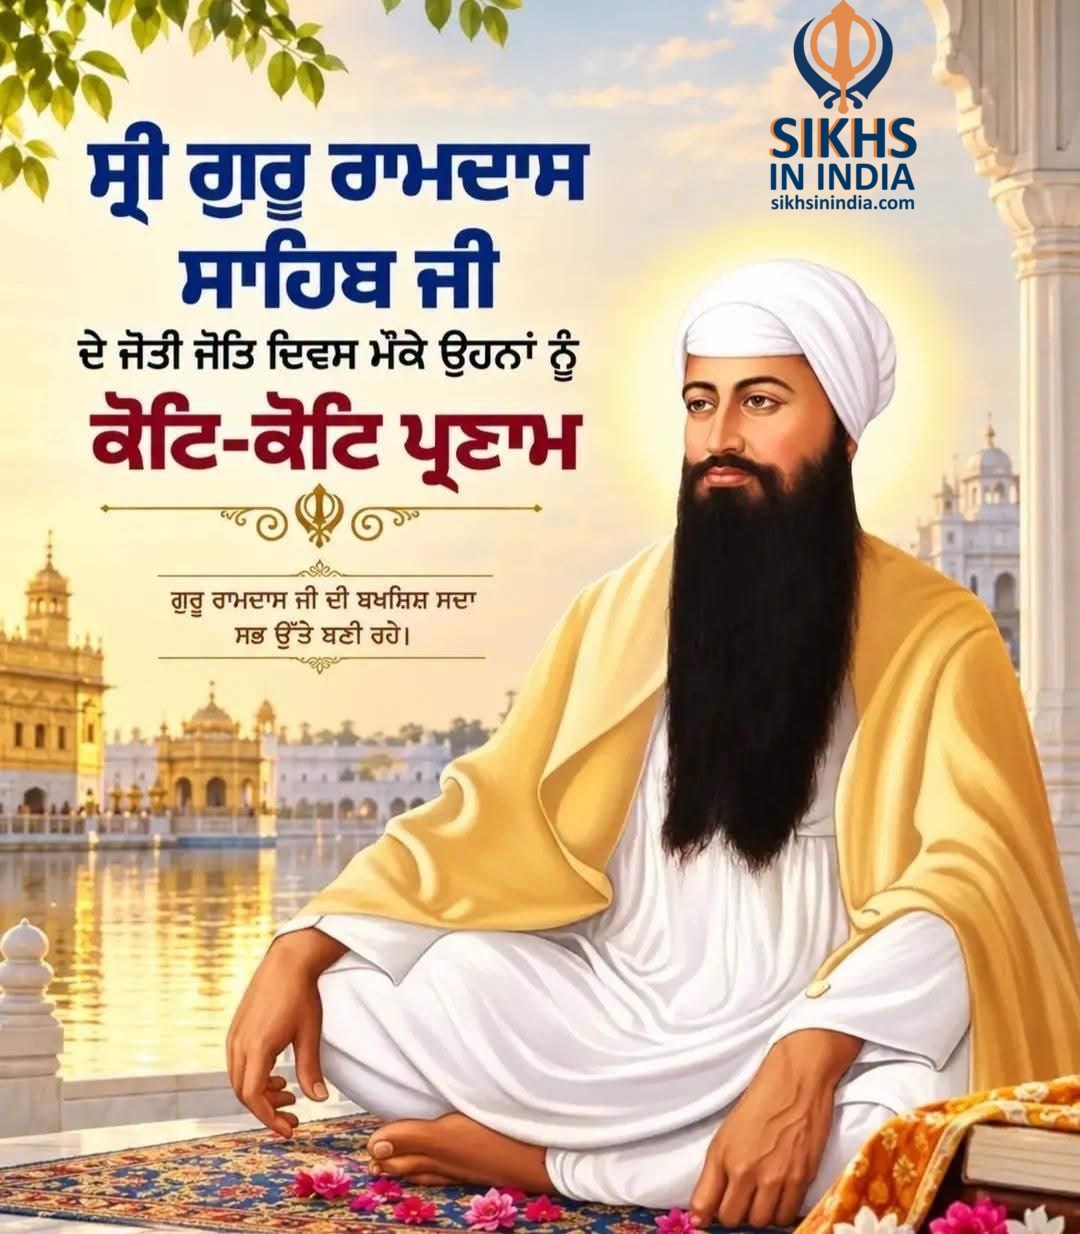 ਸ੍ਰੀ ਗੁਰੂ ਰਾਮਦਾਸ
ਸਾਹਿਬ ਜੀ
ਦੇ ਜੋਤੀ ਜੋਤਿ ਦਿਵਸ ਮੌਕੇ ਉਹਨਾਂ ਨੂੰ
ਕੋਟਿ-ਕੋਟਿ ਪ੍ਰਣਾਮ
ਗੁਰੂ ਰਾਮਦਾਸ ਜੀ ਦੀ ਬਖਸ਼ਿਸ਼ ਸਦਾ
ਸਭ ਉੱਤੇ ਬਣੀ ਰਹੇ।
SIKHS
IN INDIA
sikhsinindia.com